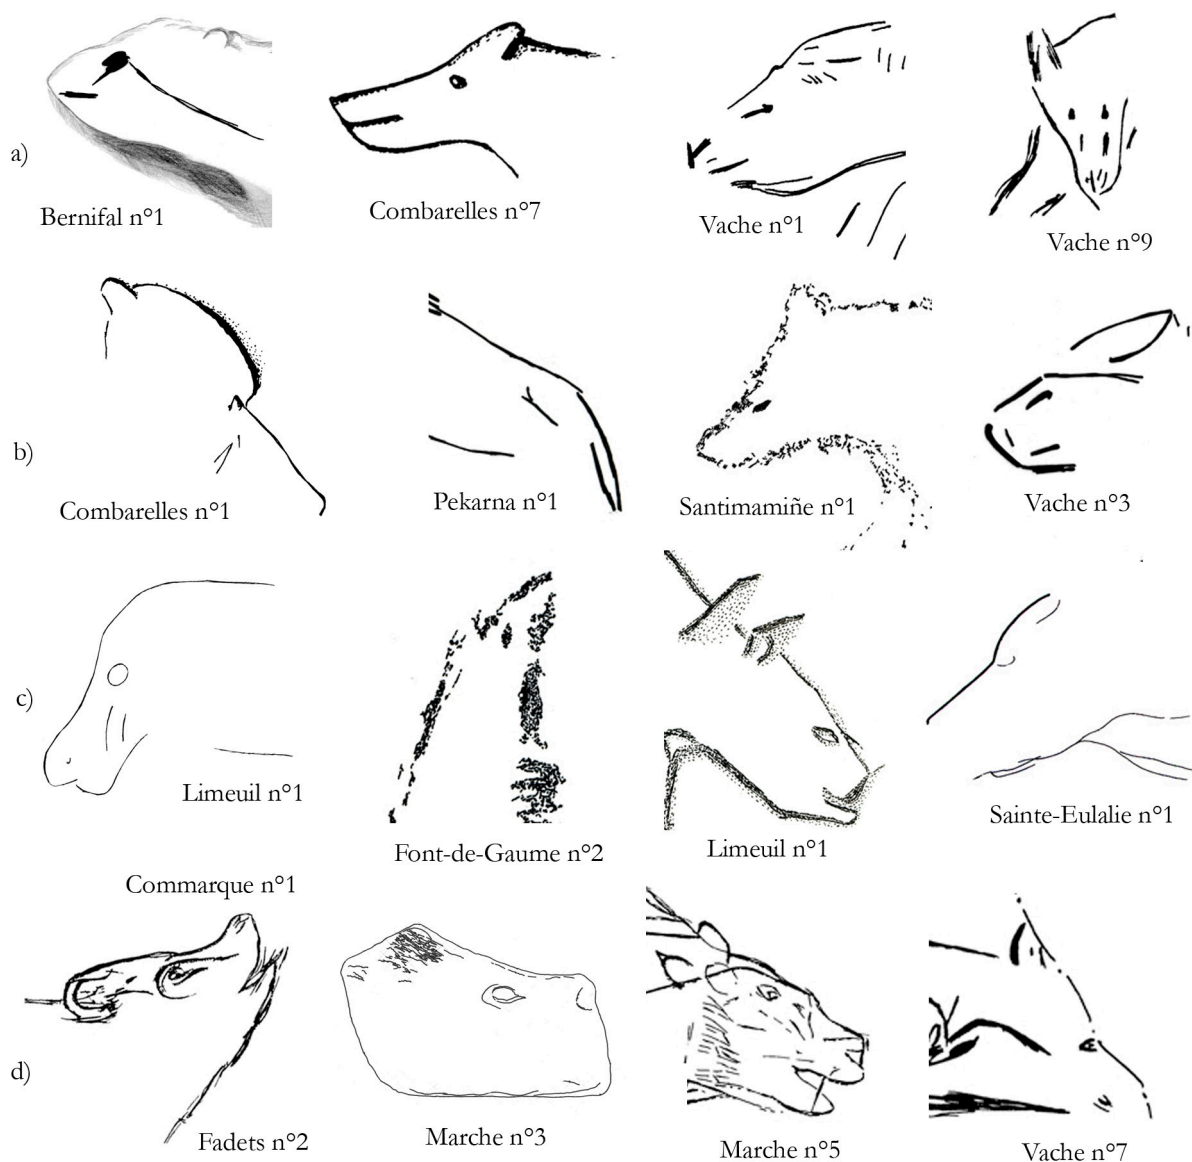 a)
Bernifal n°1
Combarelles n°7
Vache n°1
Vache n°9
b)
Combarelles n°1
Pekarna n°1
Santimamiñe n°1
Vache n°3
c)
Limeuil n°1
Font-de-Gaume n°2
Limeuil n°1
Sainte-Eulalie n°1
Commarque n°1
d)
Fadets n°2
Marche n°3
Marche n°5
Vache n°7